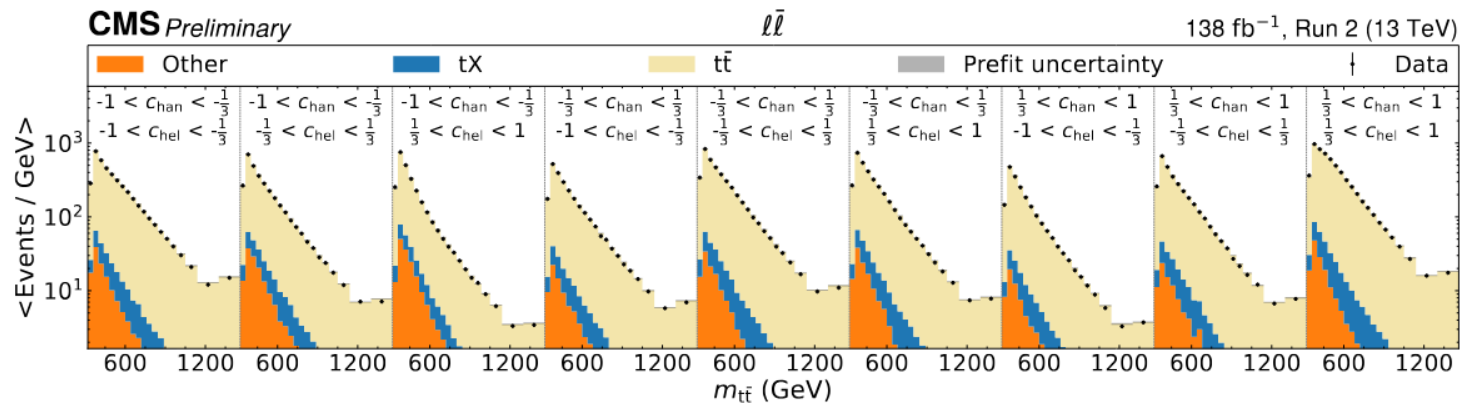 CMS Preliminary ℓℓ̄ 138 fb⁻¹, Run 2 (13 TeV)
Other tX tt̄ Prefit uncertainty Data
-1 < c_han < -1/3 -1 < c_han < -1/3 -1 < c_han < -1/3 -1/3 < c_han < 1/3 -1/3 < c_han < 1/3 -1/3 < c_han < 1/3 1/3 < c_han < 1 1/3 < c_han < 1 1/3 < c_han < 1
-1 < c_hel < -1/3 -1/3 < c_hel < 1/3 1/3 < c_hel < 1 -1 < c_hel < -1/3 -1/3 < c_hel < 1/3 1/3 < c_hel < 1 -1 < c_hel < -1/3 -1/3 < c_hel < 1/3 1/3 < c_hel < 1
<Events / GeV>
10³
10²
10¹
600 1200 600 1200 600 1200 600 1200 600 1200 600 1200 600 1200 600 1200 600 1200
m_tt̄ (GeV)